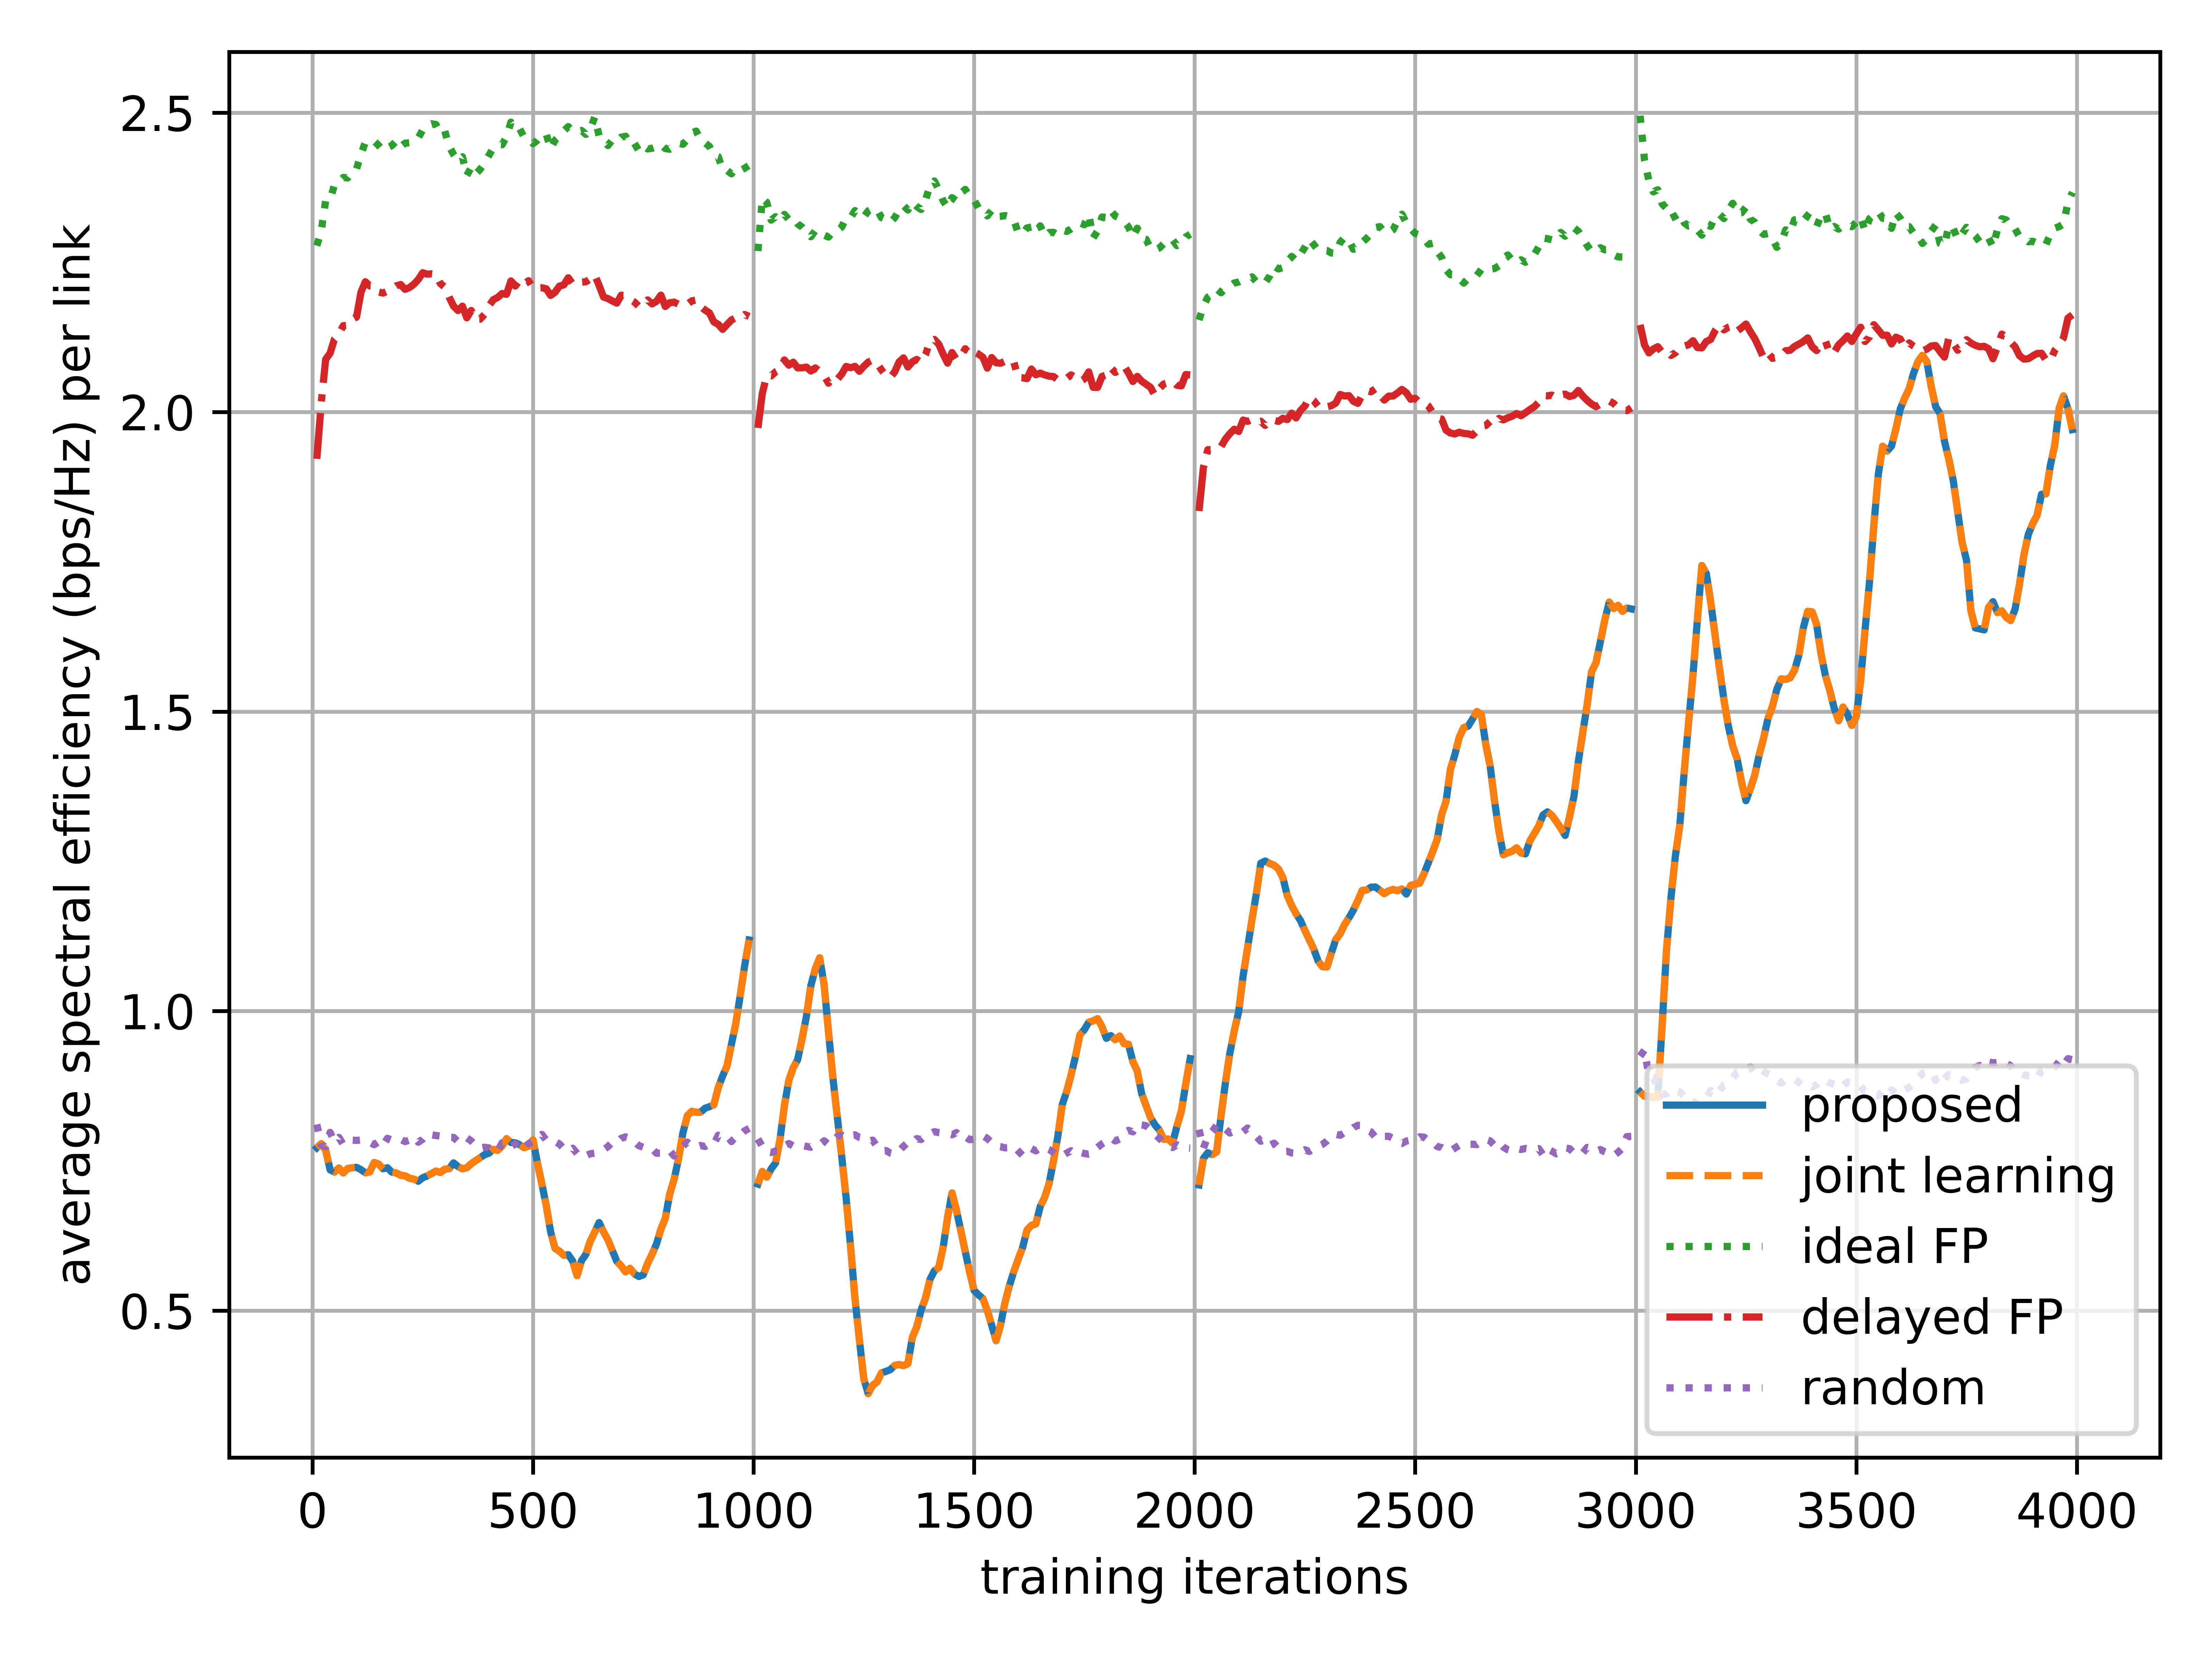 average spectral efficiency (bps/Hz) per link
2.5
2.0
1.5
1.0
0.5
0 500 1000 1500 2000 2500 3000 3500 4000
training iterations
proposed
joint learning
ideal FP
delayed FP
random